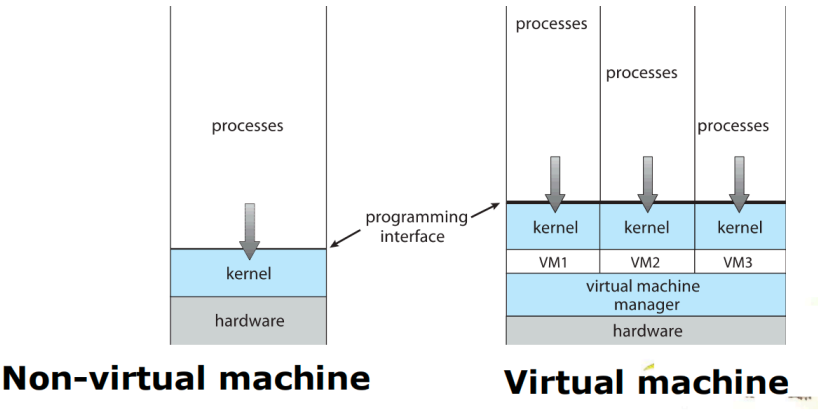 processes
kernel
hardware
Non-virtual machine
programming
interface
processes
processes
processes
kernel
kernel
kernel
VM1
VM2
VM3
virtual machine
manager
hardware
Virtual machine